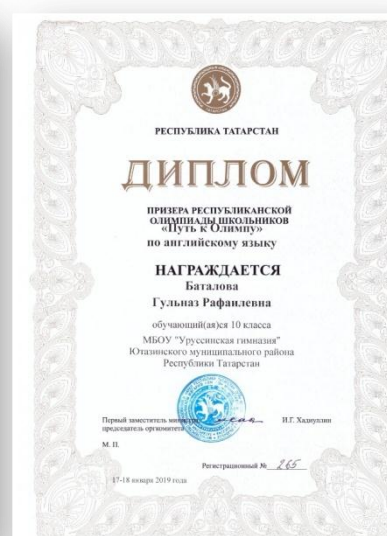 РЕСПУБЛИКА ТАТАРСТАН
ДИПЛОМ
ПРИЗЕРА РЕСПУБЛИКАНСКОЙ
ОЛИМПИАДЫ ШКОЛЬНИКОВ
«Путь к Олимпу»
по английскому языку
НАГРАЖДАЕТСЯ
Баталова
Гульназ Рафаилевна
обучающий(ая)ся 10 класса
МБОУ "Уруссинская гимназия"
Ютазинского муниципального района
Республики Татарстан
Первый заместитель министра
председатель оргкомитета И.Г. Хадиуллин
М. П.
Регистрационный № 265
17-18 января 2019 года